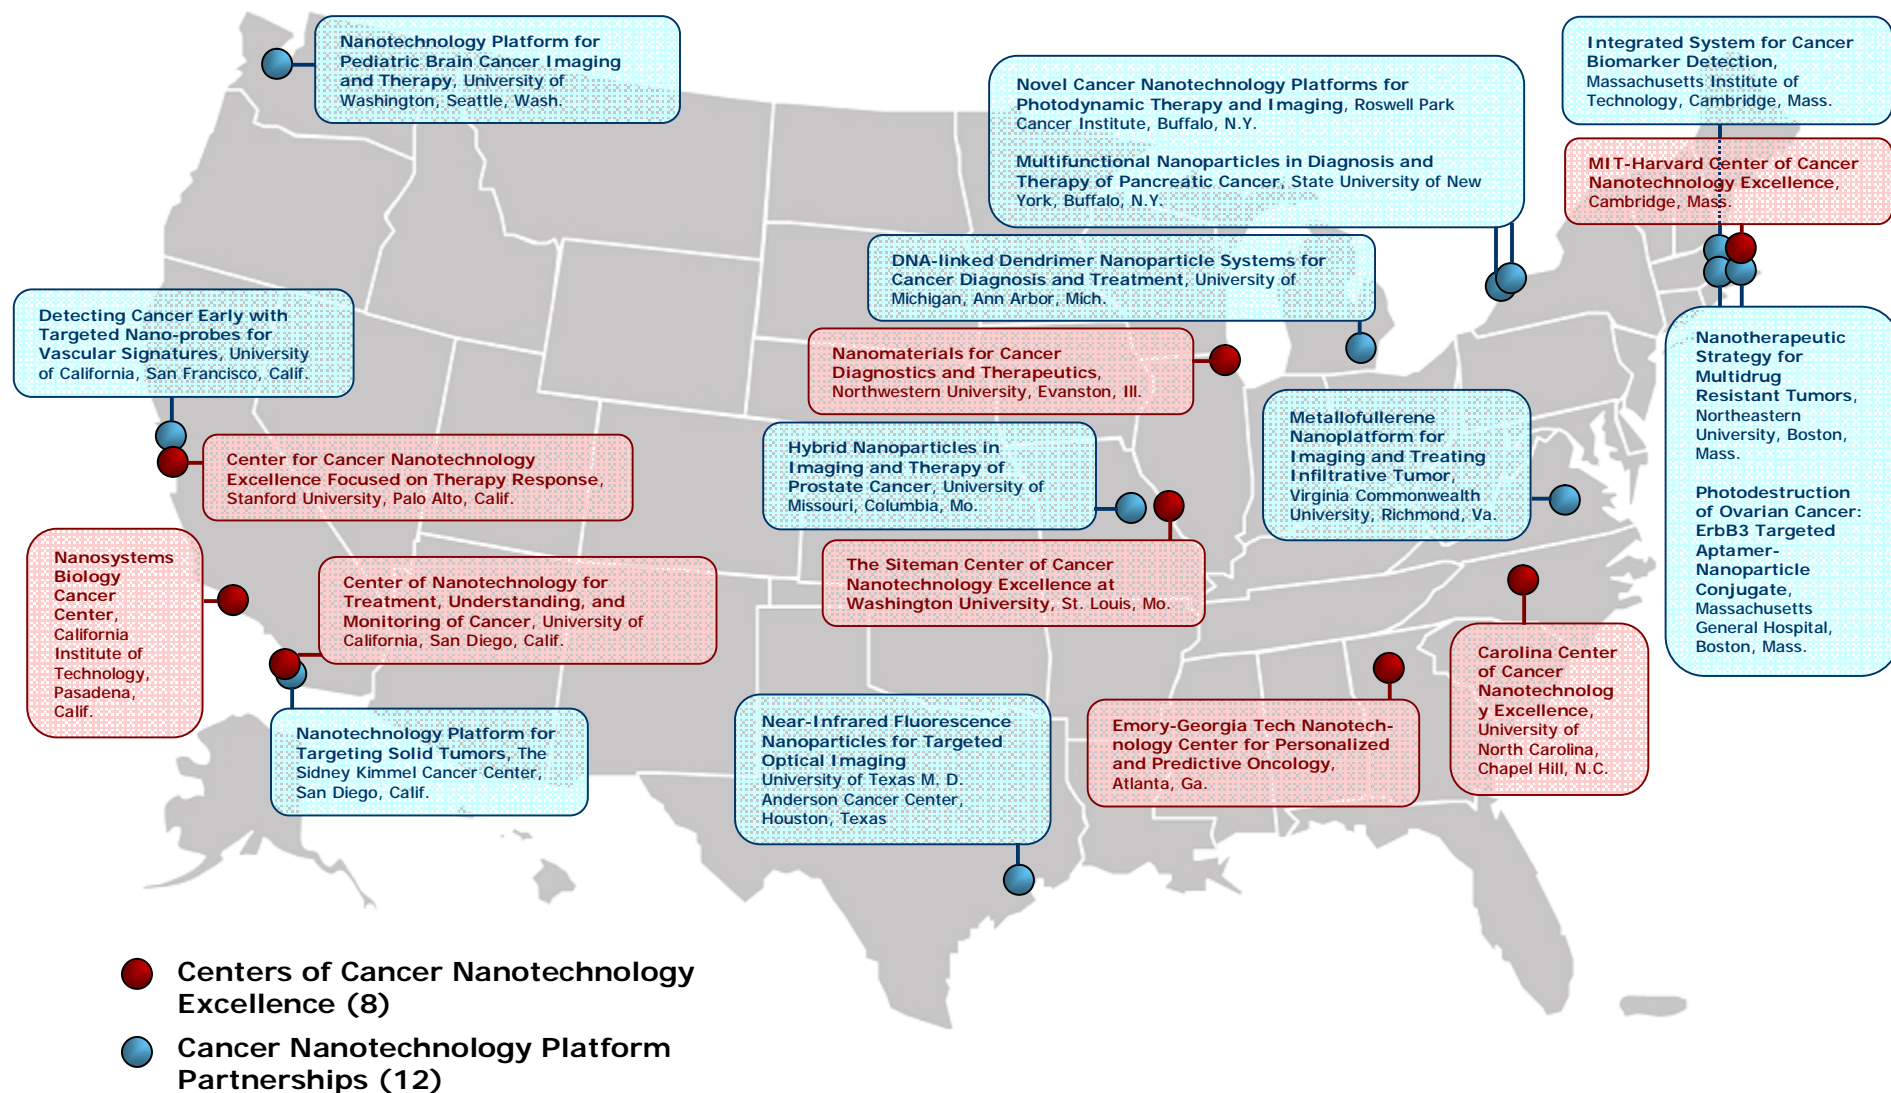 Nanotechnology Platform for
Pediatric Brain Cancer Imaging
and Therapy, University of
Washington, Seattle, Wash.
Novel Cancer Nanotechnology Platforms for
Photodynamic Therapy and Imaging, Roswell Park
Cancer Institute, Buffalo, N.Y.
Multifunctional Nanoparticles in Diagnosis and
Therapy of Pancreatic Cancer, State University of New
York, Buffalo, N.Y.
Integrated System for Cancer
Biomarker Detection,
Massachusetts Institute of
Technology, Cambridge, Mass.
MIT-Harvard Center of Cancer
Nanotechnology Excellence,
Cambridge, Mass.
DNA-linked Dendrimer Nanoparticle Systems for
Cancer Diagnosis and Treatment, University of
Michigan, Ann Arbor, Mich.
Detecting Cancer Early with
Targeted Nano-probes for
Vascular Signatures, University
of California, San Francisco, Calif.
Nanomaterials for Cancer
Diagnostics and Therapeutics,
Northwestern University, Evanston, Ill.
Nanotherapeutic
Strategy for
Multidrug
Resistant Tumors,
Northeastern
University, Boston,
Mass.
Photodestruction
of Ovarian Cancer:
ErbB3 Targeted
Aptamer-
Nanoparticle
Conjugate,
Massachusetts
General Hospital,
Boston, Mass.
Metallofullerene
Nanoplatform for
Imaging and Treating
Infiltrative Tumor,
Virginia Commonwealth
University, Richmond, Va.
Hybrid Nanoparticles in
Imaging and Therapy of
Prostate Cancer, University of
Missouri, Columbia, Mo.
Center for Cancer Nanotechnology
Excellence Focused on Therapy Response,
Stanford University, Palo Alto, Calif.
Nanosystems
Biology
Cancer
Center,
California
Institute of
Technology,
Pasadena,
Calif.
Center of Nanotechnology for
Treatment, Understanding, and
Monitoring of Cancer, University of
California, San Diego, Calif.
The Siteman Center of Cancer
Nanotechnology Excellence at
Washington University, St. Louis, Mo.
Carolina Center
of Cancer
Nanotechnolog
y Excellence,
University of
North Carolina,
Chapel Hill, N.C.
Nanotechnology Platform for
Targeting Solid Tumors, The
Sidney Kimmel Cancer Center,
San Diego, Calif.
Near-Infrared Fluorescence
Nanoparticles for Targeted
Optical Imaging
University of Texas M. D.
Anderson Cancer Center,
Houston, Texas
Emory-Georgia Tech Nanotech-
nology Center for Personalized
and Predictive Oncology,
Atlanta, Ga.
Centers of Cancer Nanotechnology
Excellence (8)
Cancer Nanotechnology Platform
Partnerships (12)